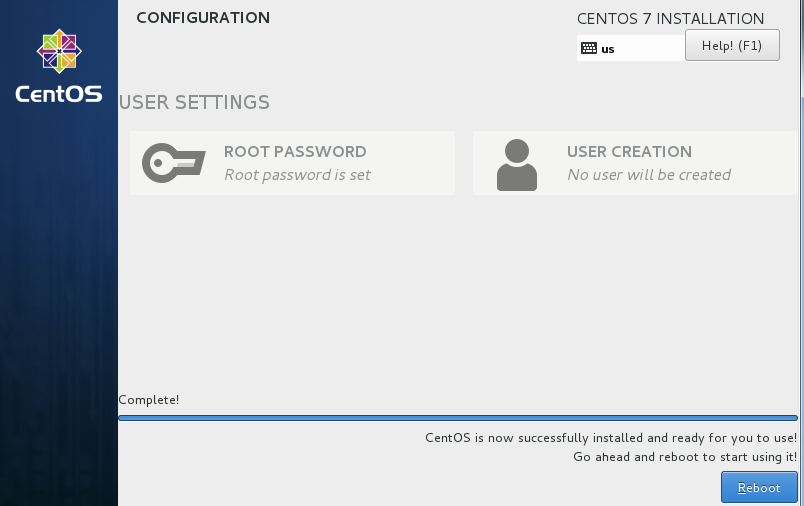 CentOS
CONFIGURATION
CENTOS 7 INSTALLATION
us
Help! (F1)
USER SETTINGS
ROOT PASSWORD
Root password is set
USER CREATION
No user will be created
Complete!
CentOS is now successfully installed and ready for you to use!
Go ahead and reboot to start using it!
Reboot